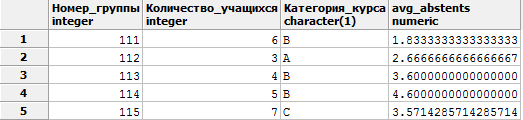 Номер_группы Количество_учащихся Категория_курса avg_abstents
integer integer character(1) numeric
1 111 6 B 1.8333333333333333
2 112 3 A 2.6666666666666667
3 113 4 B 3.6000000000000000
4 114 5 B 4.6000000000000000
5 115 7 C 3.5714285714285714